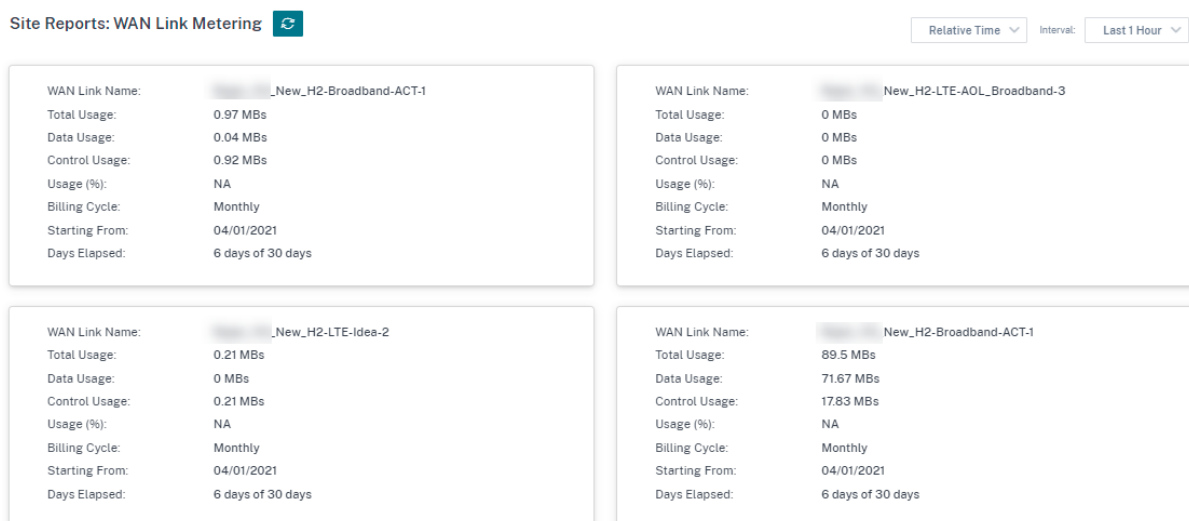 Site Reports: WAN Link Metering
Relative Time Interval: Last 1 Hour
WAN Link Name: _New_H2-Broadband-ACT-1
Total Usage: 0.97 MBs
Data Usage: 0.04 MBs
Control Usage: 0.92 MBs
Usage (%): NA
Billing Cycle: Monthly
Starting From: 04/01/2021
Days Elapsed: 6 days of 30 days
WAN Link Name: _New_H2-LTE-AOL_Broadband-3
Total Usage: 0 MBs
Data Usage: 0 MBs
Control Usage: 0 MBs
Usage (%): NA
Billing Cycle: Monthly
Starting From: 04/01/2021
Days Elapsed: 6 days of 30 days
WAN Link Name: _New_H2-LTE-Idea-2
Total Usage: 0.21 MBs
Data Usage: 0 MBs
Control Usage: 0.21 MBs
Usage (%): NA
Billing Cycle: Monthly
Starting From: 04/01/2021
Days Elapsed: 6 days of 30 days
WAN Link Name: _New_H2-Broadband-ACT-1
Total Usage: 89.5 MBs
Data Usage: 71.67 MBs
Control Usage: 17.83 MBs
Usage (%): NA
Billing Cycle: Monthly
Starting From: 04/01/2021
Days Elapsed: 6 days of 30 days